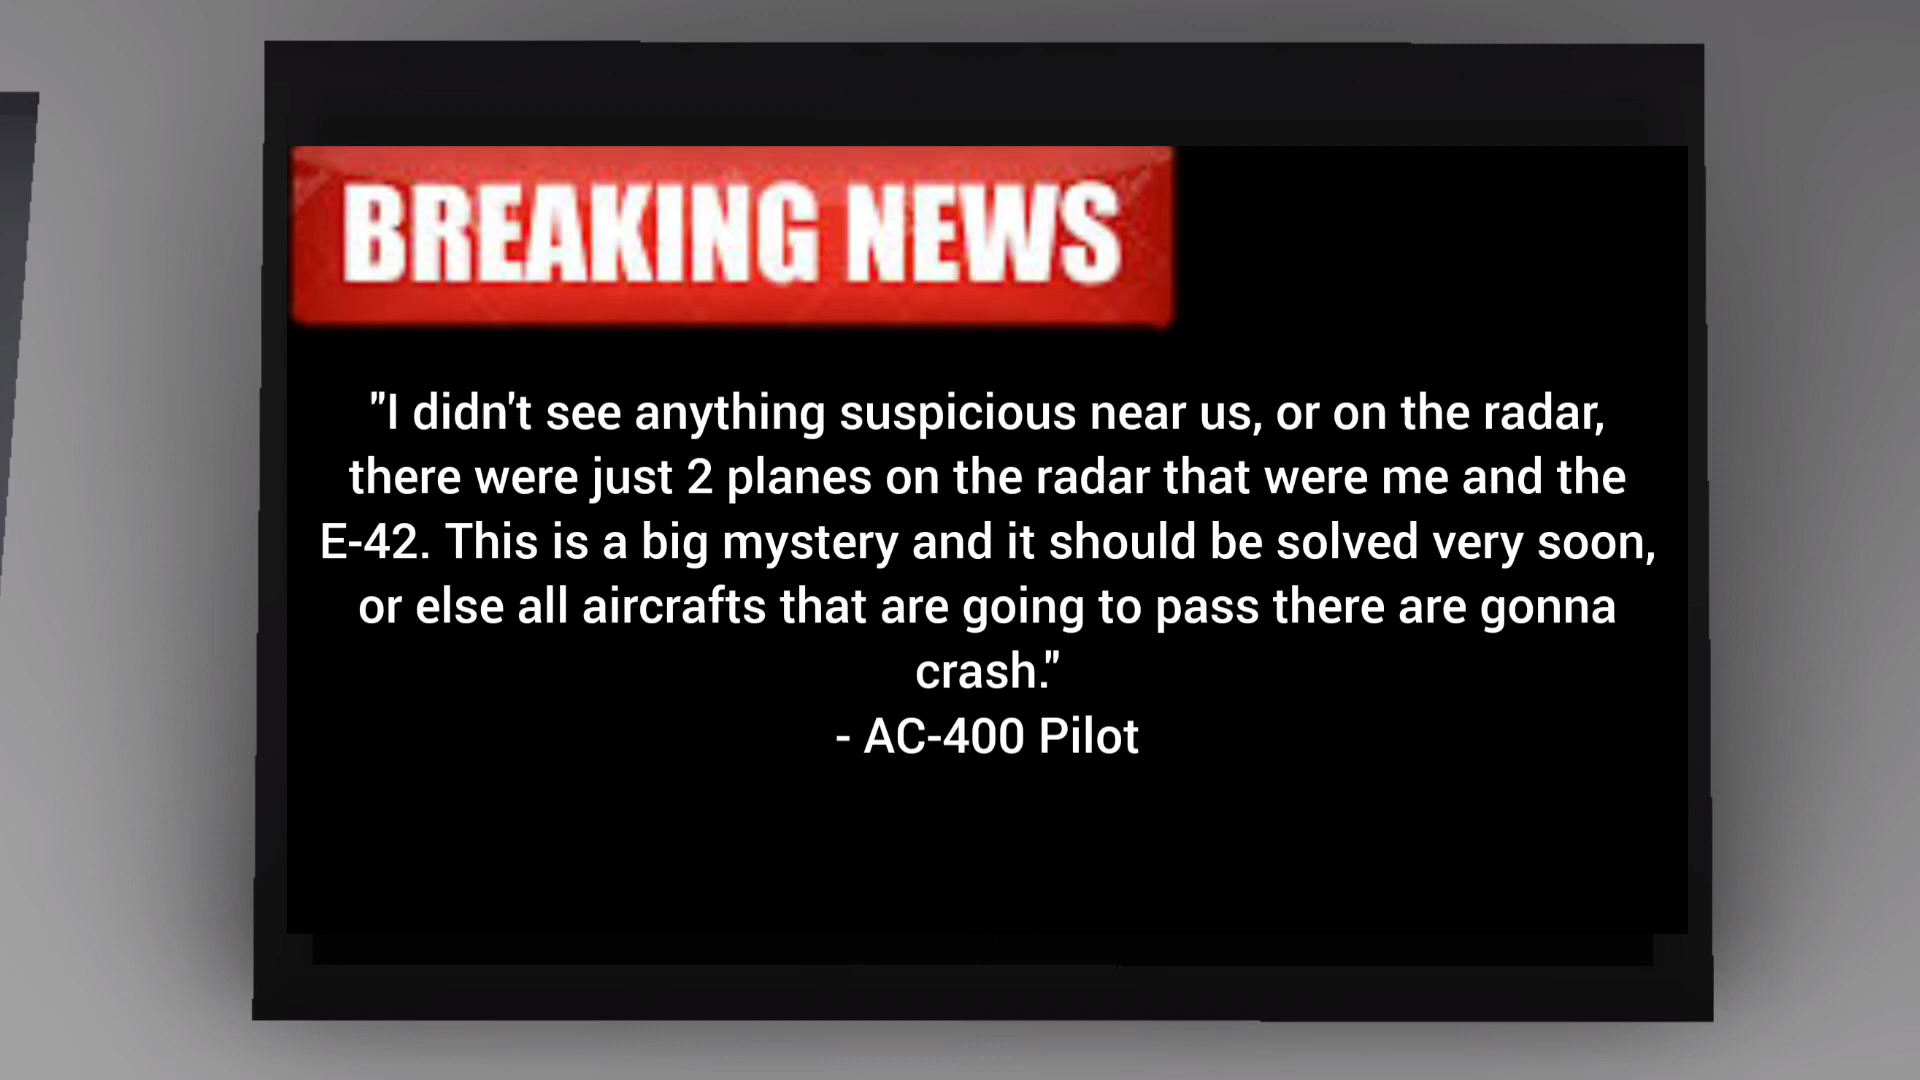 BREAKING NEWS
"I didn't see anything suspicious near us, or on the radar,
there were just 2 planes on the radar that were me and the
E-42. This is a big mystery and it should be solved very soon,
or else all aircrafts that are going to pass there are gonna
crash."
- AC-400 Pilot